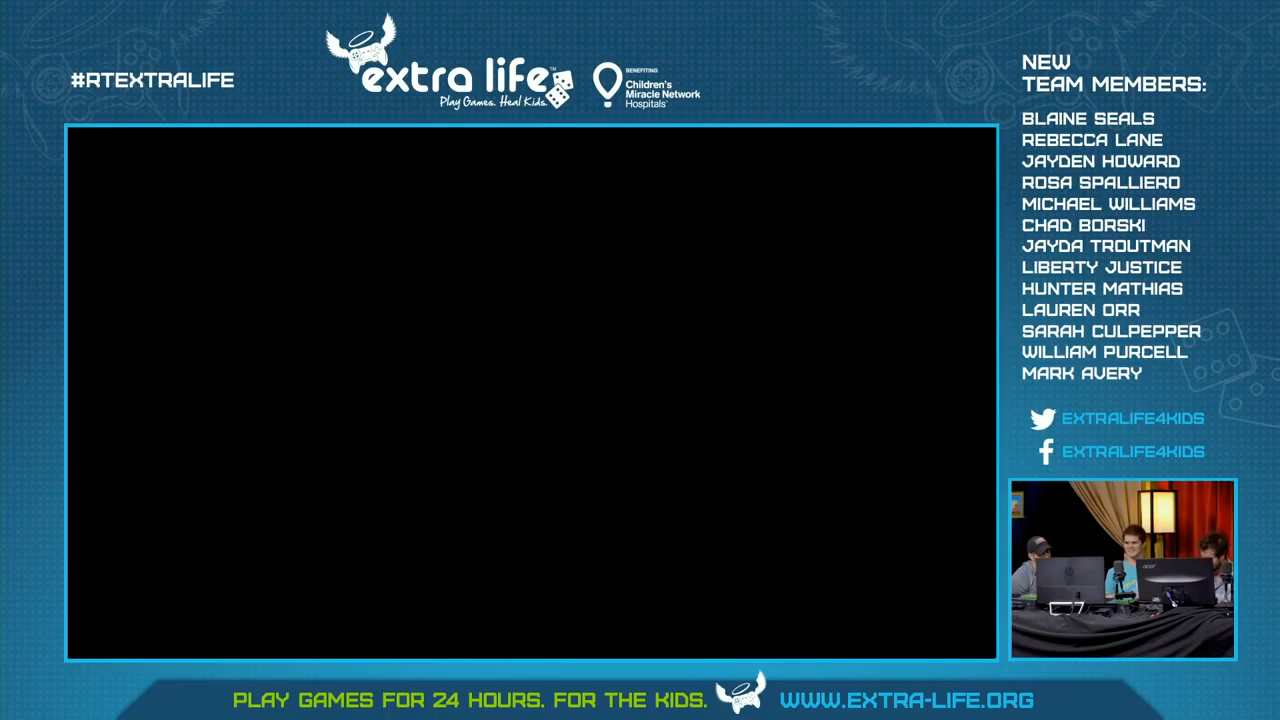 #RTEXTRALIFE
extra life™
Play Games. Heal Kids.
BENEFITING
Children's
Miracle Network
Hospitals®
NEW
TEAM MEMBERS:
BLAINE SEALS
REBECCA LANE
JAYDEN HOWARD
ROSA SPALLIERO
MICHAEL WILLIAMS
CHAD BORSKI
JAYDA TROUTMAN
LIBERTY JUSTICE
HUNTER MATHIAS
LAUREN ORR
SARAH CULPEPPER
WILLIAM PURCELL
MARK AVERY
EXTRALIFE4KIDS
EXTRALIFE4KIDS
acer
PLAY GAMES FOR 24 HOURS. FOR THE KIDS.
WWW.EXTRA-LIFE.ORG